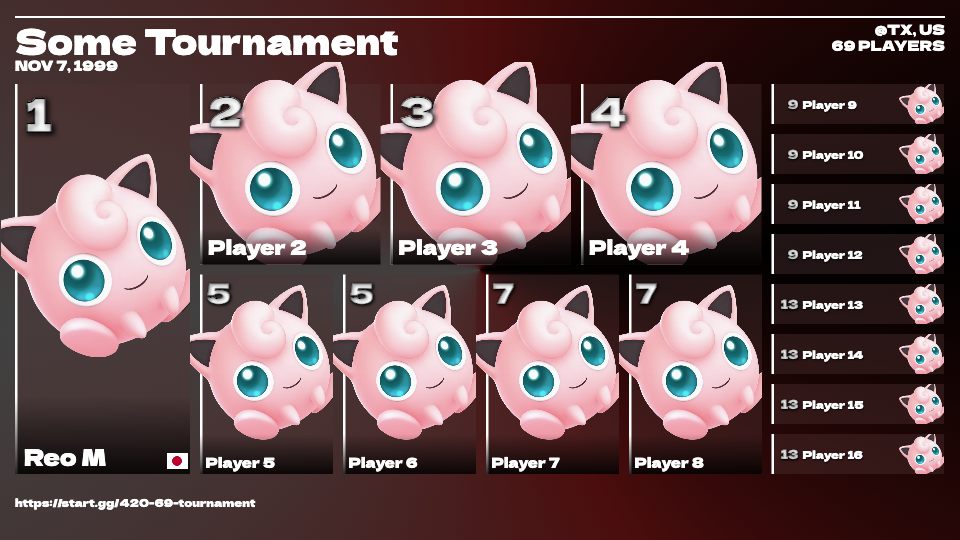 Some Tournament
NOV 7, 1999
@TX, US
69 PLAYERS
1
Reo M
2
Player 2
3
Player 3
4
Player 4
5
Player 5
5
Player 6
7
Player 7
7
Player 8
9 Player 9
9 Player 10
9 Player 11
9 Player 12
13 Player 13
13 Player 14
13 Player 15
13 Player 16
https://start.gg/420-69-tournament